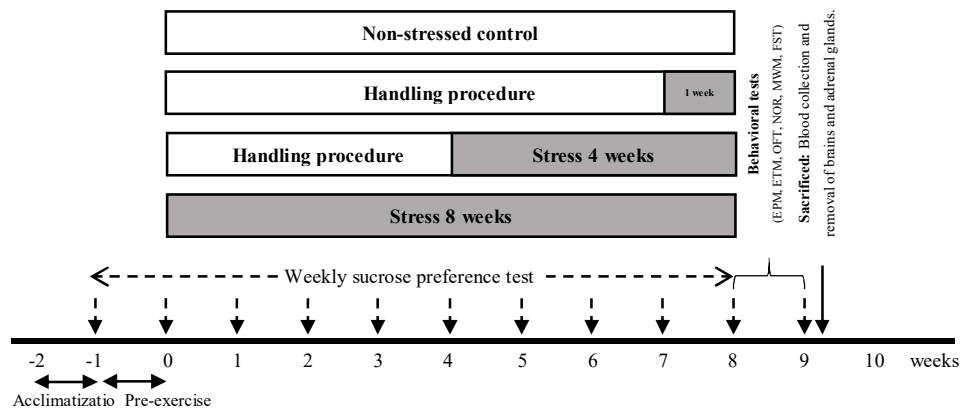 Non-stressed control
Handling procedure
1 week
Handling procedure
Stress 4 weeks
Stress 8 weeks
Behavioral tests
(EPM, ETM, OFT, NOR, MWM, FST)
Sacrificed: Blood collection and
removal of brains and adrenal glands.
Weekly sucrose preference test
-2 -1 0 1 2 3 4 5 6 7 8 9 10 weeks
Acclimatizatio Pre-exercise